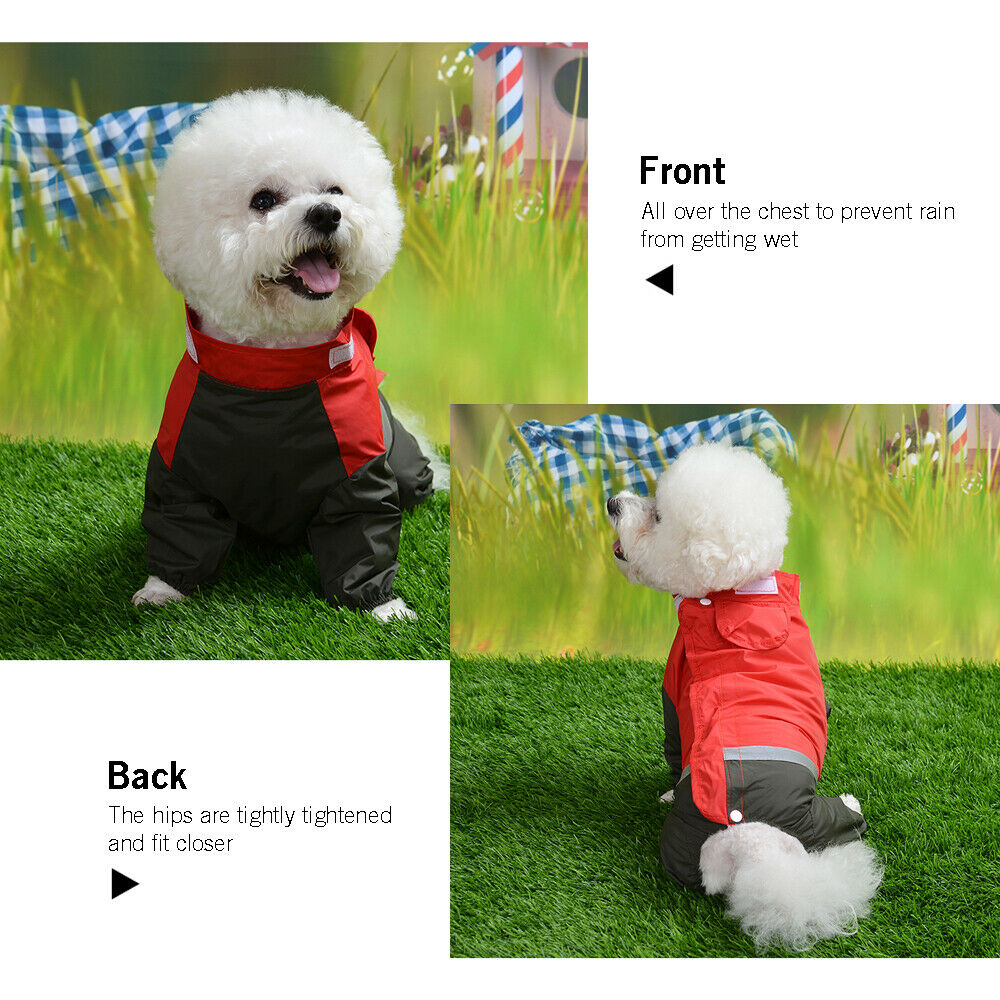 Front
All over the chest to prevent rain
from getting wet
Back
The hips are tightly tightened
and fit closer